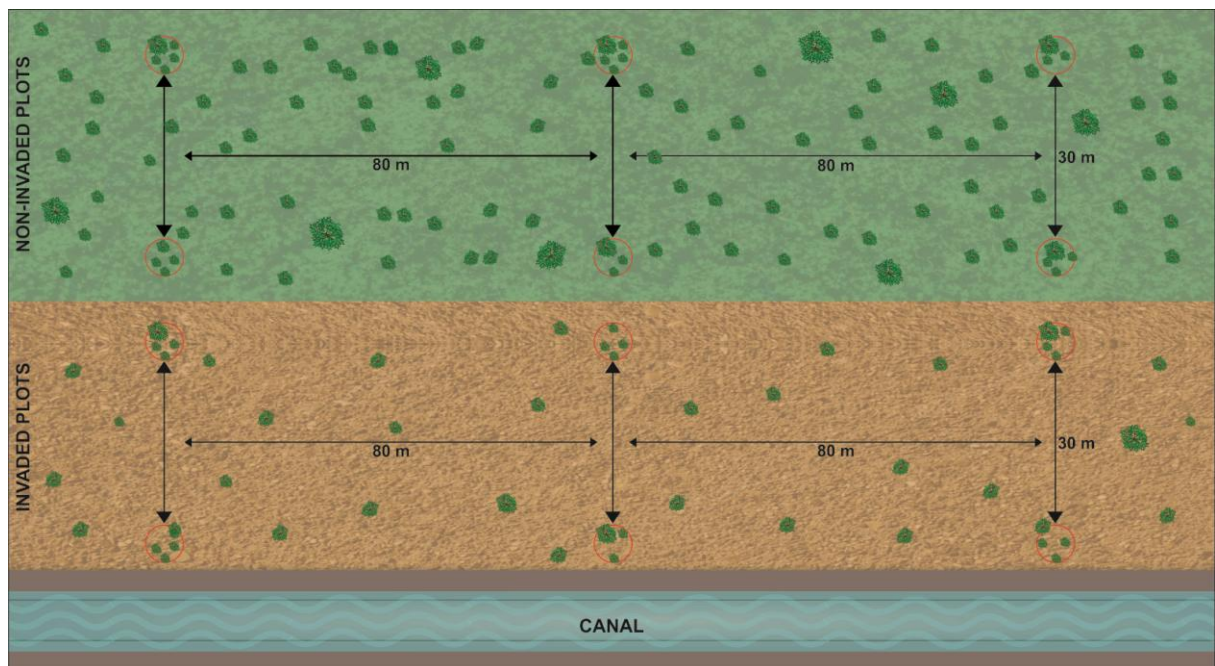 NON-INVADED PLOTS
80 m
80 m
30 m
INVADED PLOTS
80 m
80 m
30 m
CANAL